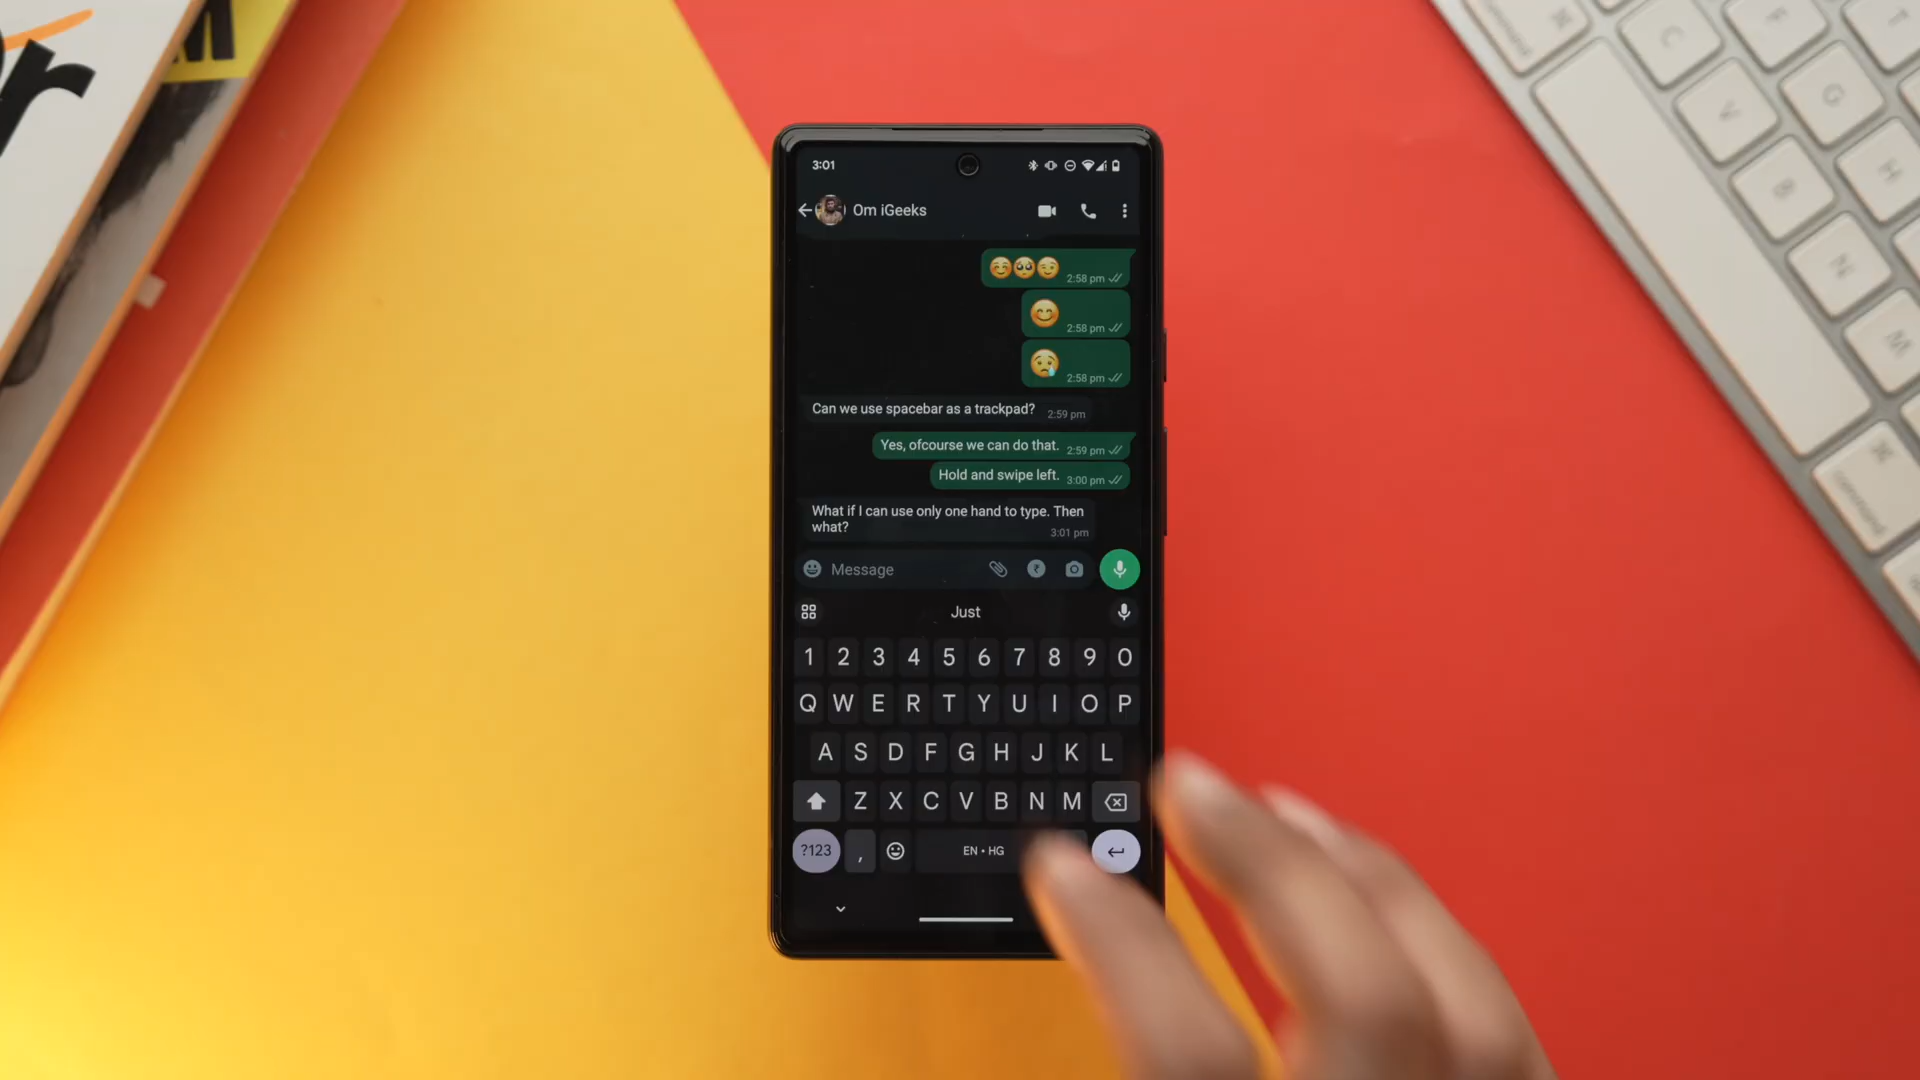 r
M
3:01
Om iGeeks
2:58 pm
2:58 pm
2:58 pm
Can we use spacebar as a trackpad? 2:59 pm
Yes, ofcourse we can do that. 2:59 pm
Hold and swipe left. 3:00 pm
What if I can use only one hand to type. Then
what? 3:01 pm
Message
₹
Just
1 2 3 4 5 6 7 8 9 0
Q W E R T Y U I O P
A S D F G H J K L
Z X C V B N M
?123 , EN • HG
C
F
T
V
G
B
H
N
M